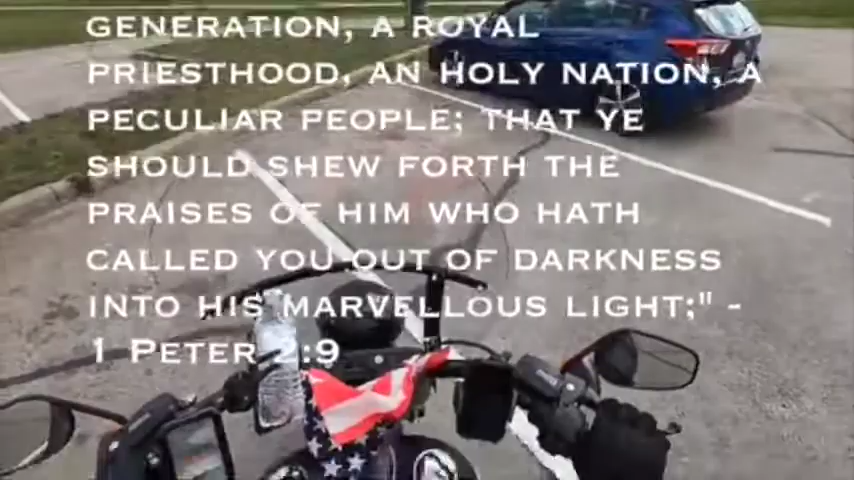 GENERATION, A ROYAL
PRIESTHOOD, AN HOLY NATION, A
PECULIAR PEOPLE; THAT YE
SHOULD SHEW FORTH THE
PRAISES OF HIM WHO HATH
CALLED YOU OUT OF DARKNESS
INTO HIS MARVELLOUS LIGHT;" -
1 PETER 2:9